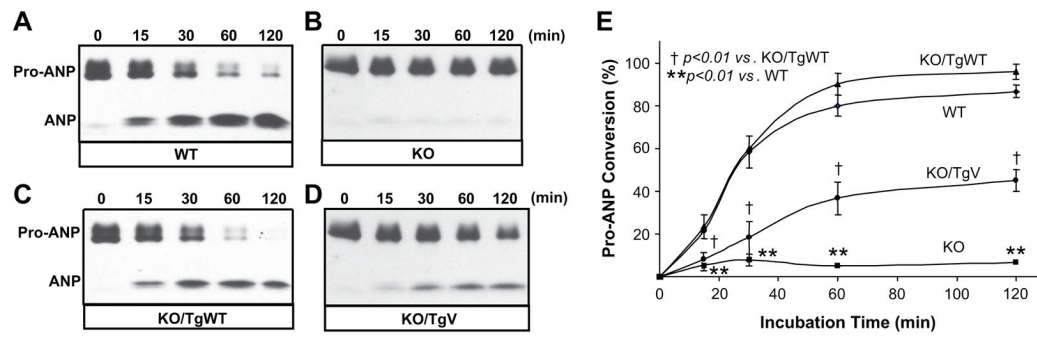 A
0 15 30 60 120
Pro-ANP
ANP
WT
B
0 15 30 60 120 (min)
KO
C
0 15 30 60 120
Pro-ANP
ANP
KO/TgWT
D
0 15 30 60 120 (min)
KO/TgV
E
† p<0.01 vs. KO/TgWT
**p<0.01 vs. WT
Pro-ANP Conversion (%)
100
80
60
40
20
KO/TgWT
WT
KO/TgV
KO
†
†
†
†
**
**
**
**
0 20 40 60 80 100 120
Incubation Time (min)